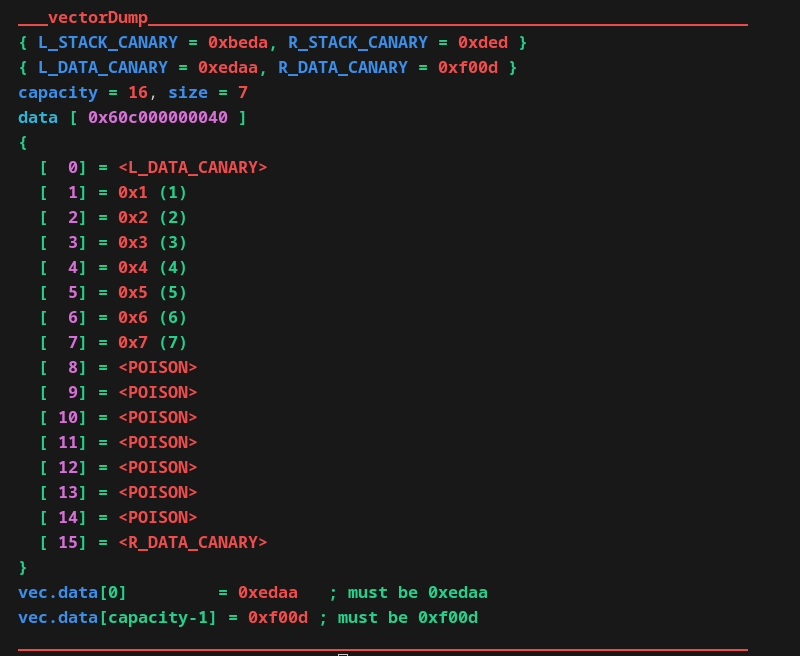 ___vectorDump____________________________________________________________
{ L_STACK_CANARY = 0xbeda, R_STACK_CANARY = 0xded }
{ L_DATA_CANARY = 0xedaa, R_DATA_CANARY = 0xf00d }
capacity = 16, size = 7
data [ 0x60c000000040 ]
{
  [  0] = <L_DATA_CANARY>
  [  1] = 0x1 (1)
  [  2] = 0x2 (2)
  [  3] = 0x3 (3)
  [  4] = 0x4 (4)
  [  5] = 0x5 (5)
  [  6] = 0x6 (6)
  [  7] = 0x7 (7)
  [  8] = <POISON>
  [  9] = <POISON>
  [ 10] = <POISON>
  [ 11] = <POISON>
  [ 12] = <POISON>
  [ 13] = <POISON>
  [ 14] = <POISON>
  [ 15] = <R_DATA_CANARY>
}
vec.data[0]         = 0xedaa   ; must be 0xedaa
vec.data[capacity-1] = 0xf00d ; must be 0xf00d
_________________________________________________________________________